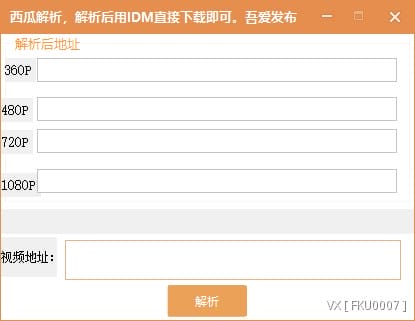 西瓜解析，解析后用IDM直接下载即可。吾爱发布
解析后地址
360P
480P
720P
1080P
视频地址：
解析
VX [ FKU0007 ]